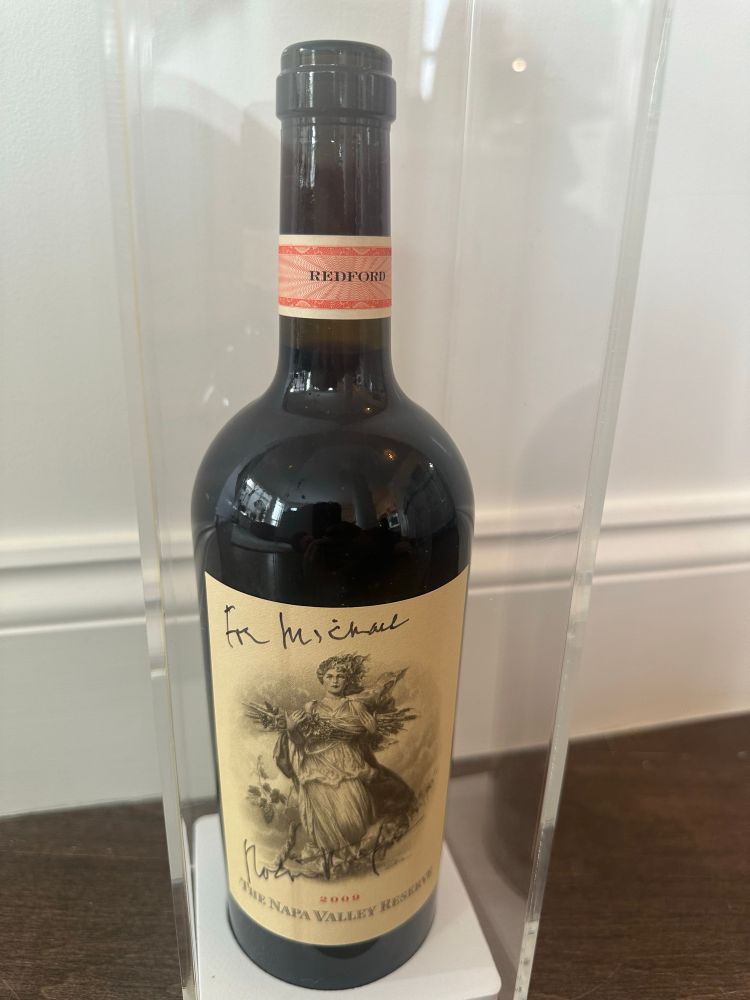 REDFORD
For Michael
2009
THE NAPA VALLEY RESERVE